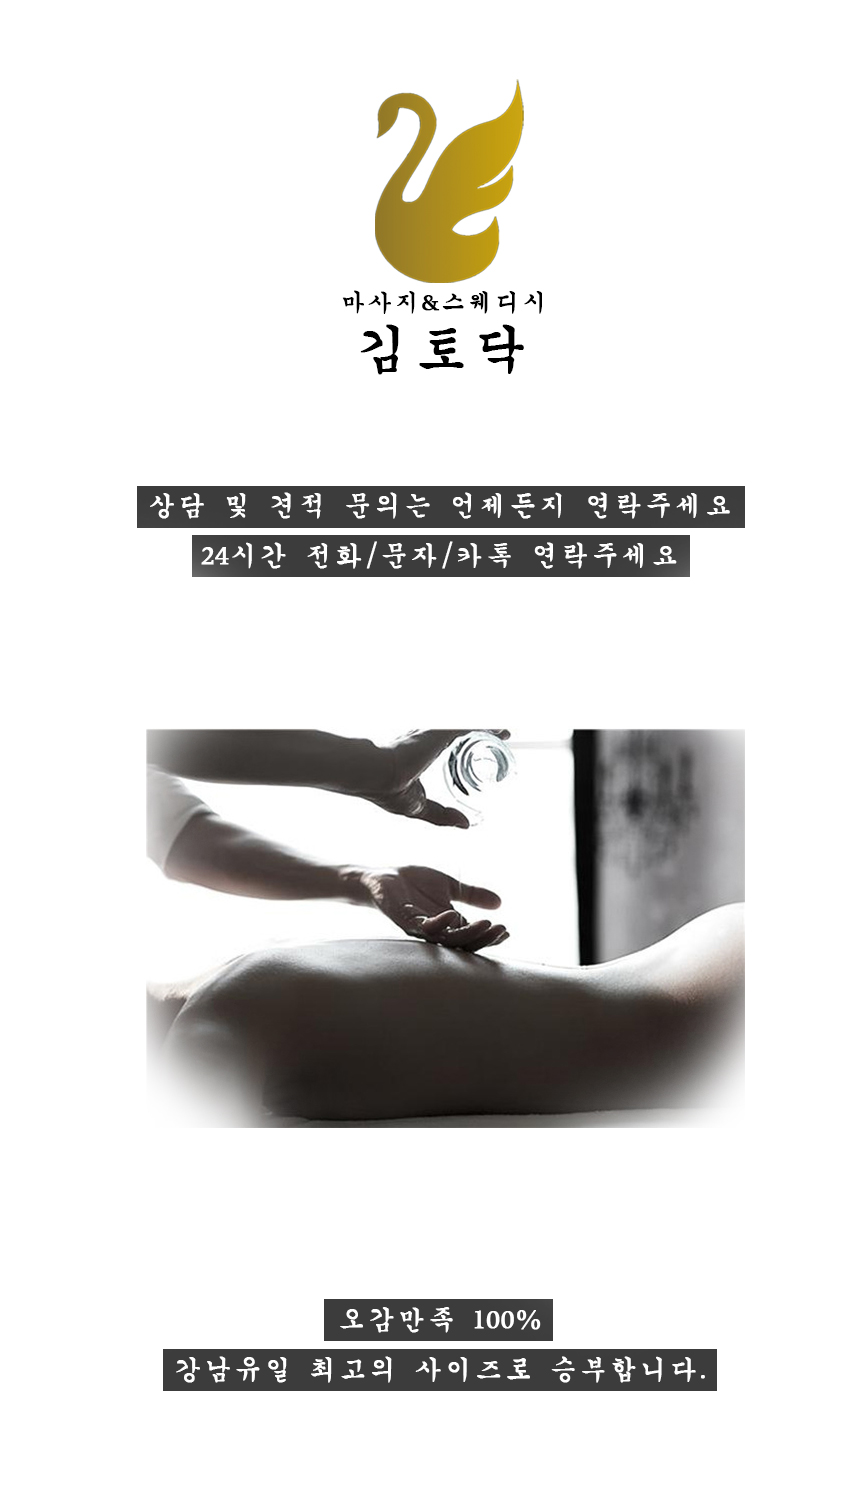 마사지&스웨디시
김토닥
상담 및 견적 문의는 언제든지 연락주세요
24시간 전화/문자/카톡 연락주세요
오감만족 100%
강남유일 최고의 사이즈로 승부합니다.